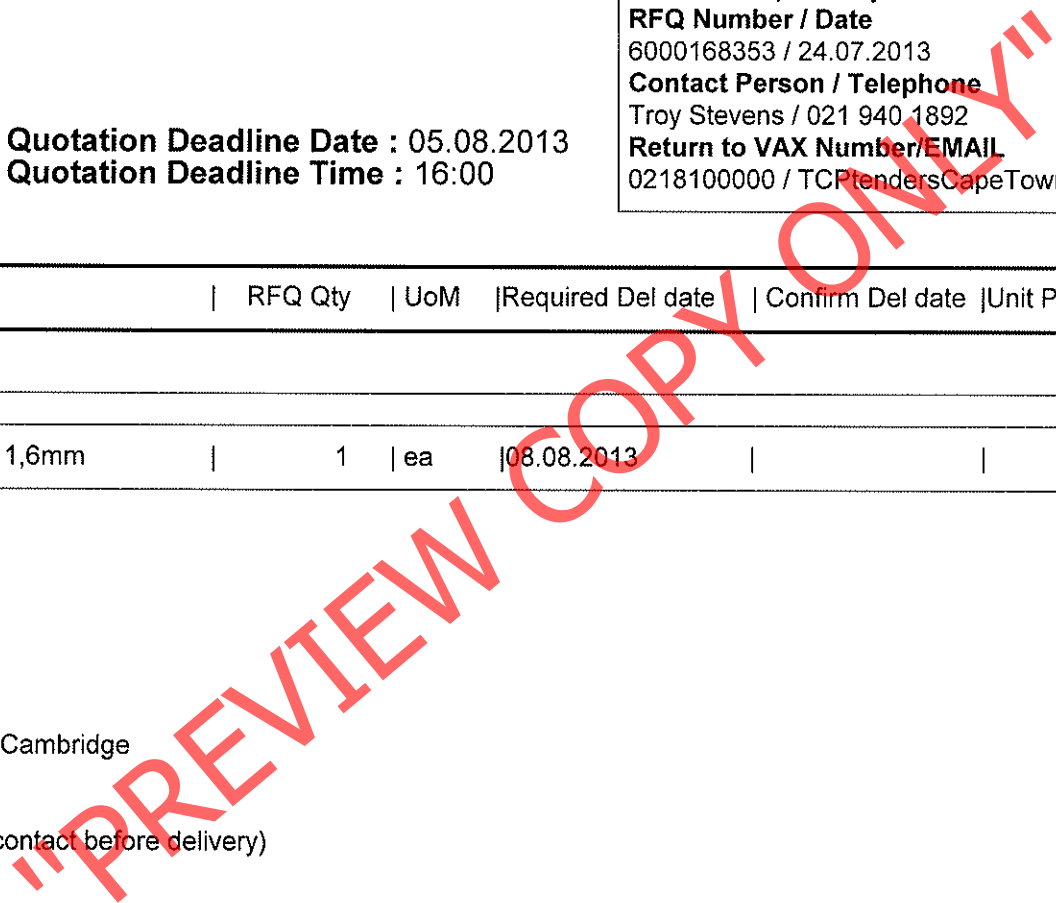 RFQ Number / Date
6000168353 / 24.07.2013
Contact Person / Telephone
Troy Stevens / 021 940 1892
Return to VAX Number/EMAIL
0218100000 / TCPtendersCapeTow
Quotation Deadline Date : 05.08.2013
Quotation Deadline Time : 16:00
| RFQ Qty | UoM |Required Del date | Confirm Del date |Unit P
1,6mm | 1 | ea |08.08.2013 | |
Cambridge
contact before delivery)
"PREVIEW COPY ONLY"